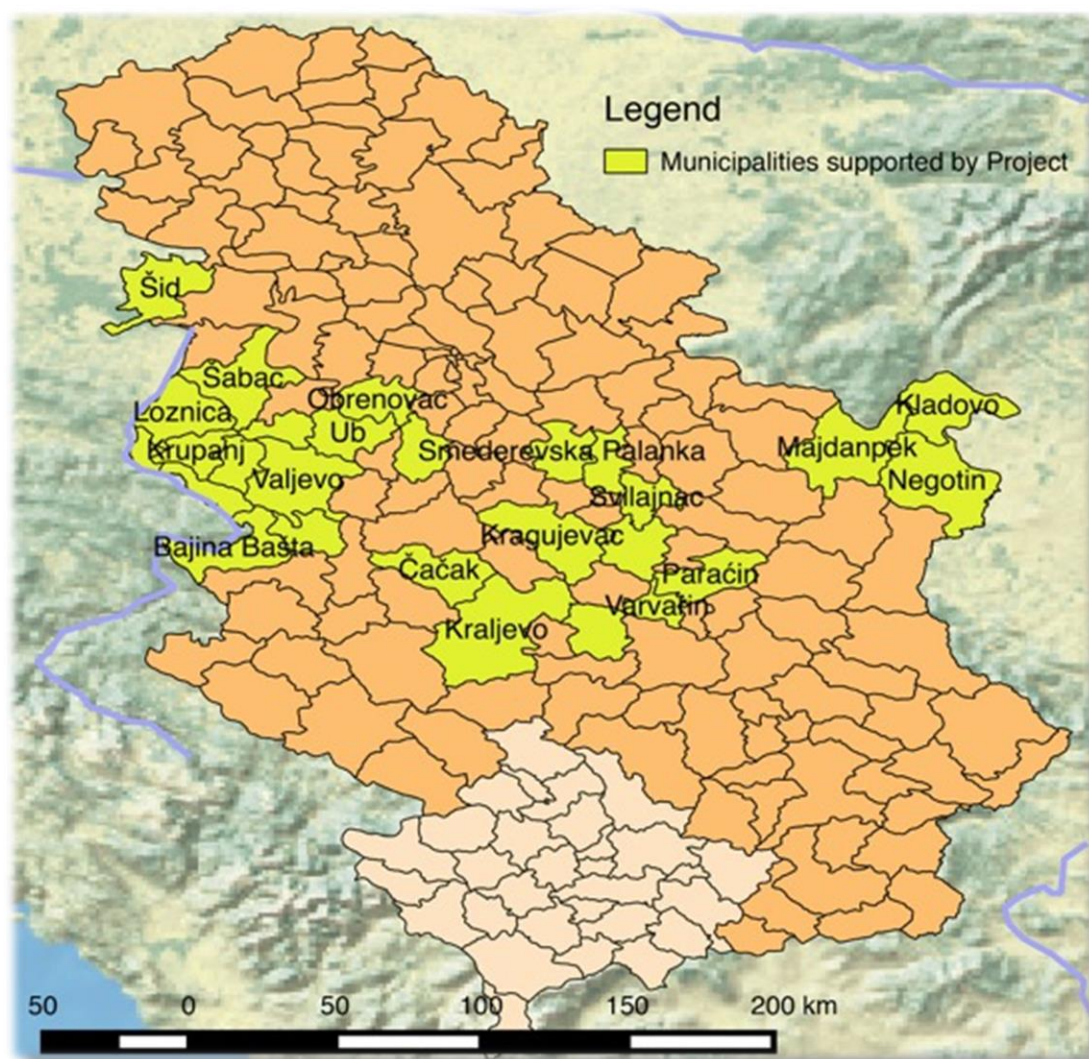 Legend
Municipalities supported by Project
Šid
Šabac
Obrenovac
Loznica
Kladovo
Ub
Krupanj
Smederevska Palanka
Majdanpek
Valjevo
Negotin
Svilajnac
Kragujevac
Bajina Bašta
Čačak
Paraćin
Varvarin
Kraljevo
50 0 50 100 150 200 km